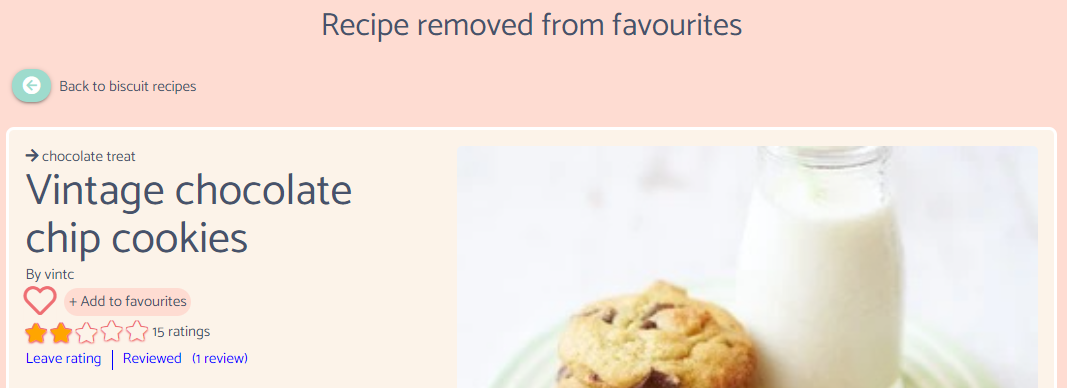 Recipe removed from favourites
Back to biscuit recipes
chocolate treat
Vintage chocolate
chip cookies
By vintc
+ Add to favourites
15 ratings
Leave rating | Reviewed (1 review)